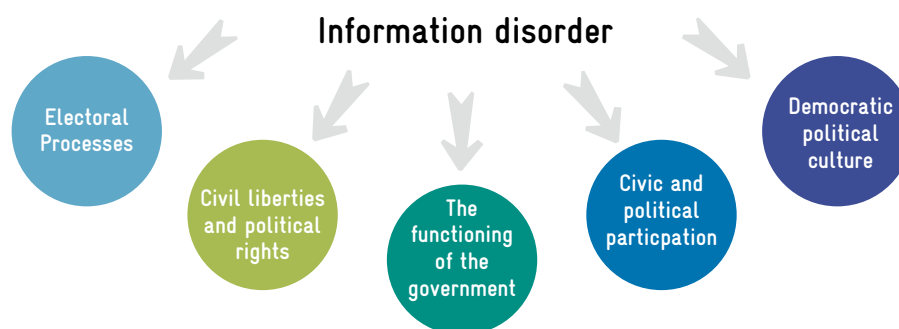 Information disorder
Electoral
Processes
Civil liberties
and political
rights
The
functioning
of the
government
Civic and
political
particpation
Democratic
political
culture